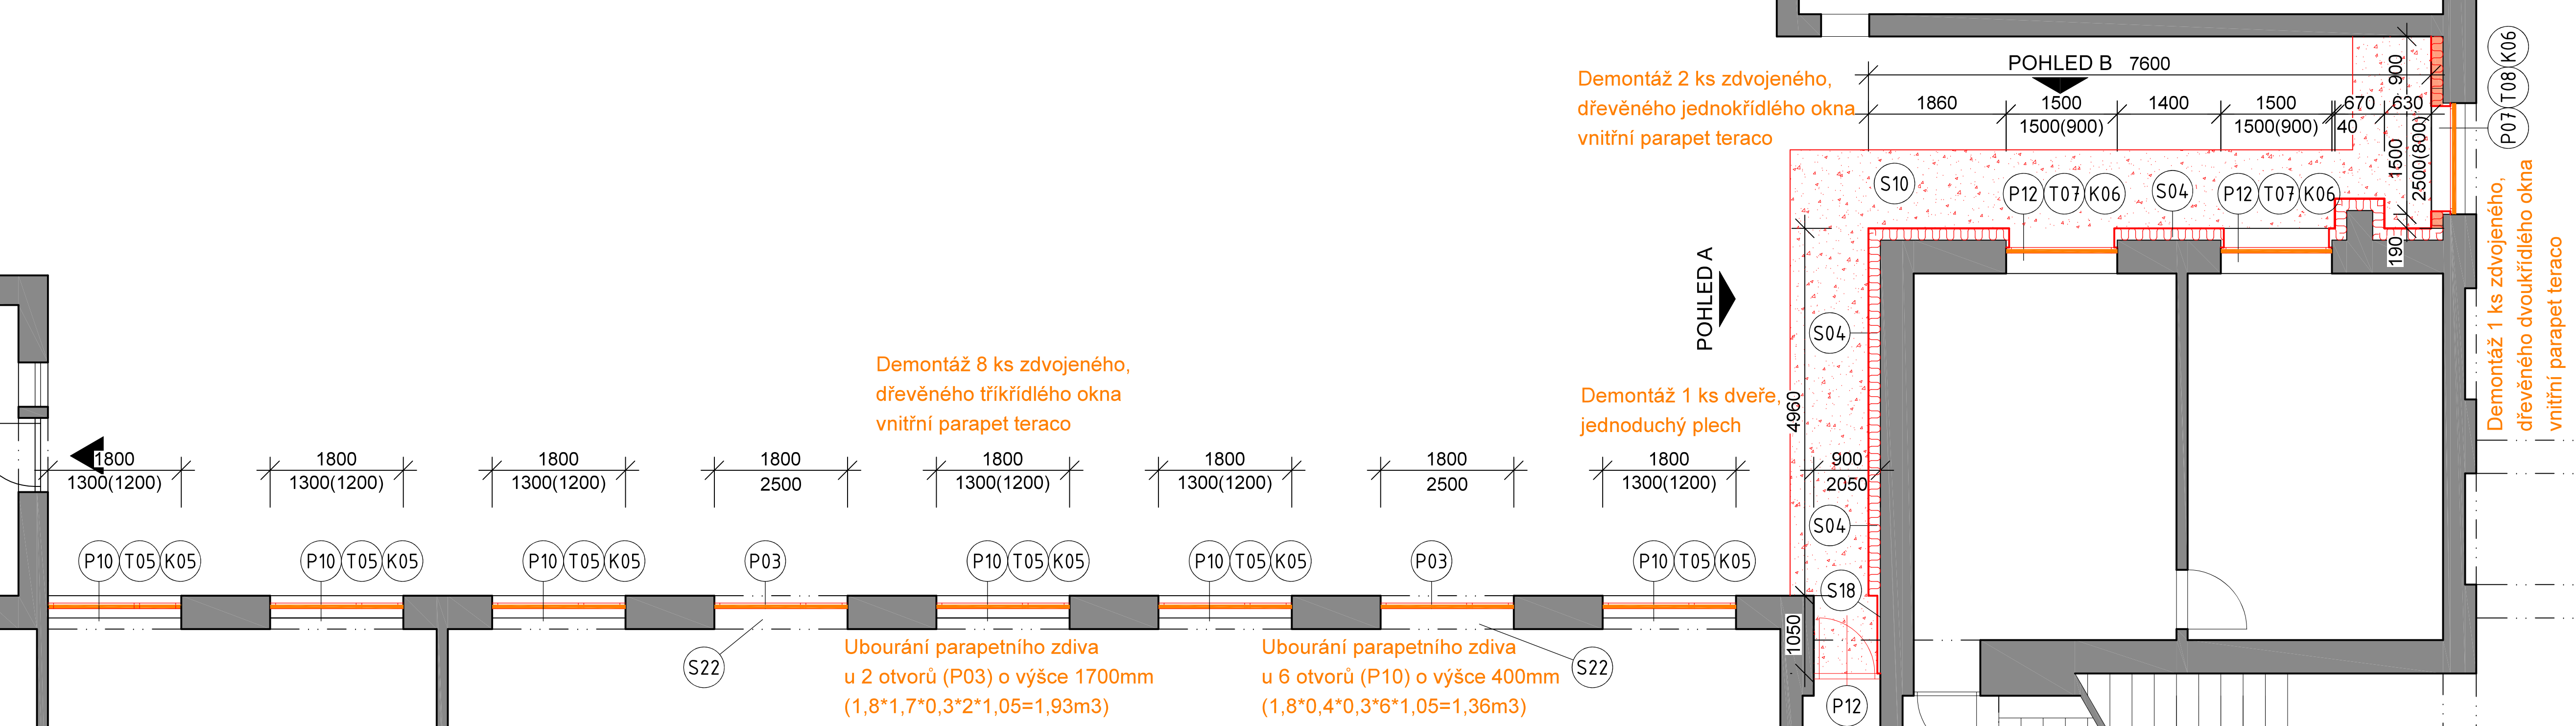 POHLED B 7600
1860 1500 1400 1500 670 630
1500(900) 1500(900) 40
900
1500
2500(800)
190
K06
T08
P07
Demontáž 2 ks zdvojeného,
dřevěného jednokřídlého okna
vnitřní parapet teraco
S10 P12 T07 K06 S04 P12 T07 K06
Demontáž 1 ks zdvojeného,
dřevěného dvoukřídlého okna
vnitřní parapet teraco
POHLED A
S04
4960
Demontáž 8 ks zdvojeného,
dřevěného tříkřídlého okna
vnitřní parapet teraco
Demontáž 1 ks dveře,
jednoduchý plech
1800 1800 1800 1800 1800 1800 1800 1800 900
1300(1200) 1300(1200) 1300(1200) 2500 1300(1200) 1300(1200) 2500 1300(1200) 2050
S04
P10 T05 K05 P10 T05 K05 P10 T05 K05 P03 P10 T05 K05 P10 T05 K05 P03 P10 T05 K05
S18
1050
S22
Ubourání parapetního zdiva
u 2 otvorů (P03) o výšce 1700mm
(1,8*1,7*0,3*2*1,05=1,93m3)
Ubourání parapetního zdiva
u 6 otvorů (P10) o výšce 400mm
(1,8*0,4*0,3*6*1,05=1,36m3)
S22
P12